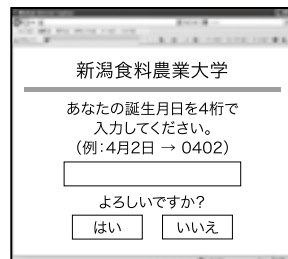 新潟食料農業大学
あなたの誕生月日を4桁で
入力してください。
（例：4月2日 → 0402）
よろしいですか？
はい
いいえ